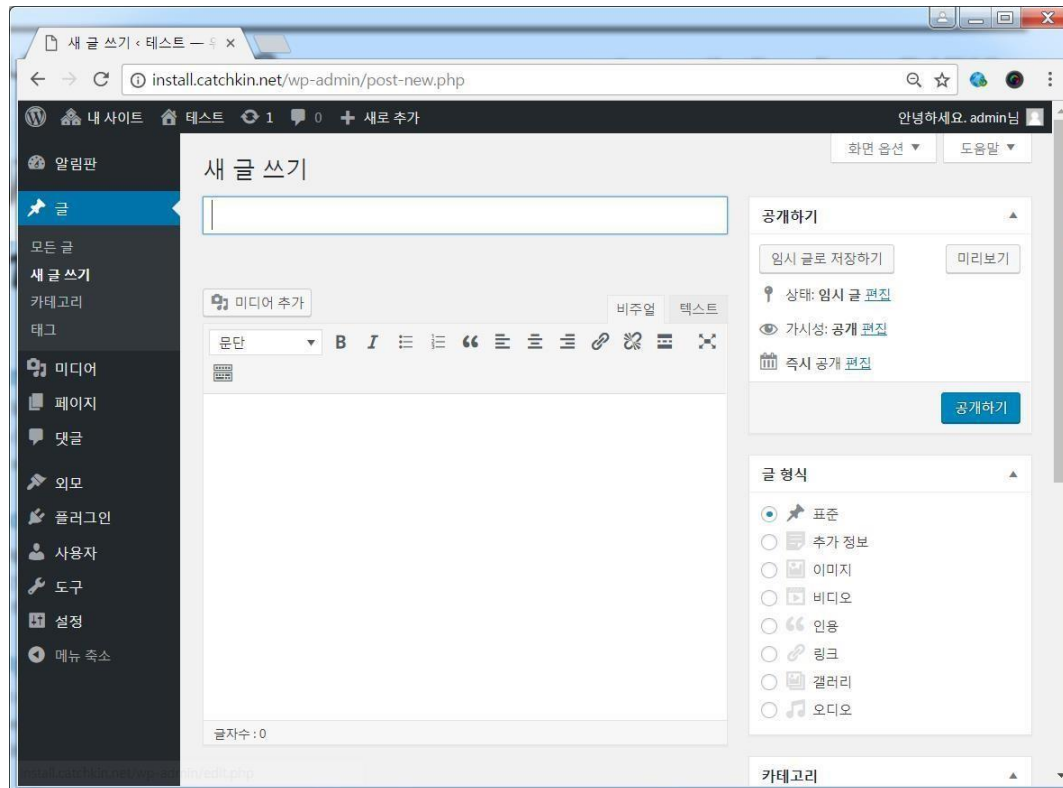 새 글 쓰기 ‹ 테스트 —
install.catchkin.net/wp-admin/post-new.php
내 사이트 테스트 1 0 새로 추가 안녕하세요. admin님
화면 옵션 ▼ 도움말 ▼
알림판
글
모든 글
새 글 쓰기
카테고리
태그
미디어
페이지
댓글
외모
플러그인
사용자
도구
설정
메뉴 축소
새 글 쓰기
미디어 추가
비주얼 텍스트
문단 B I
글자수 : 0
공개하기
임시 글로 저장하기 미리보기
상태: 임시 글 편집
가시성: 공개 편집
즉시 공개 편집
공개하기
글 형식
표준
추가 정보
이미지
비디오
인용
링크
갤러리
오디오
카테고리
install.catchkin.net/wp-admin/edit.php